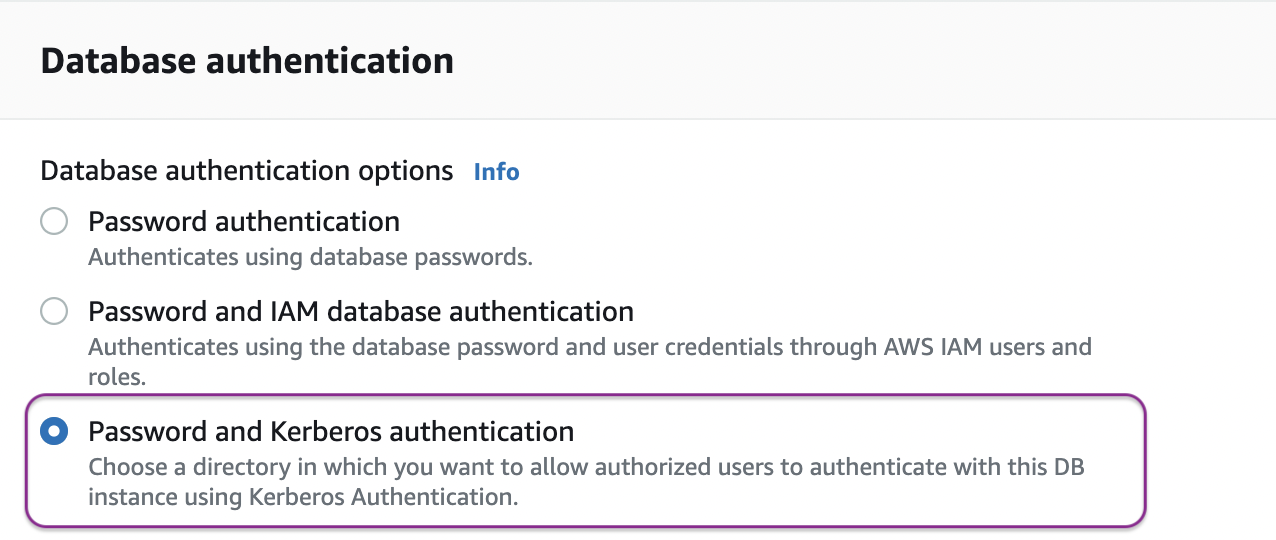 Database authentication
Database authentication options Info
Password authentication
Authenticates using database passwords.
Password and IAM database authentication
Authenticates using the database password and user credentials through AWS IAM users and
roles.
Password and Kerberos authentication
Choose a directory in which you want to allow authorized users to authenticate with this DB
instance using Kerberos Authentication.